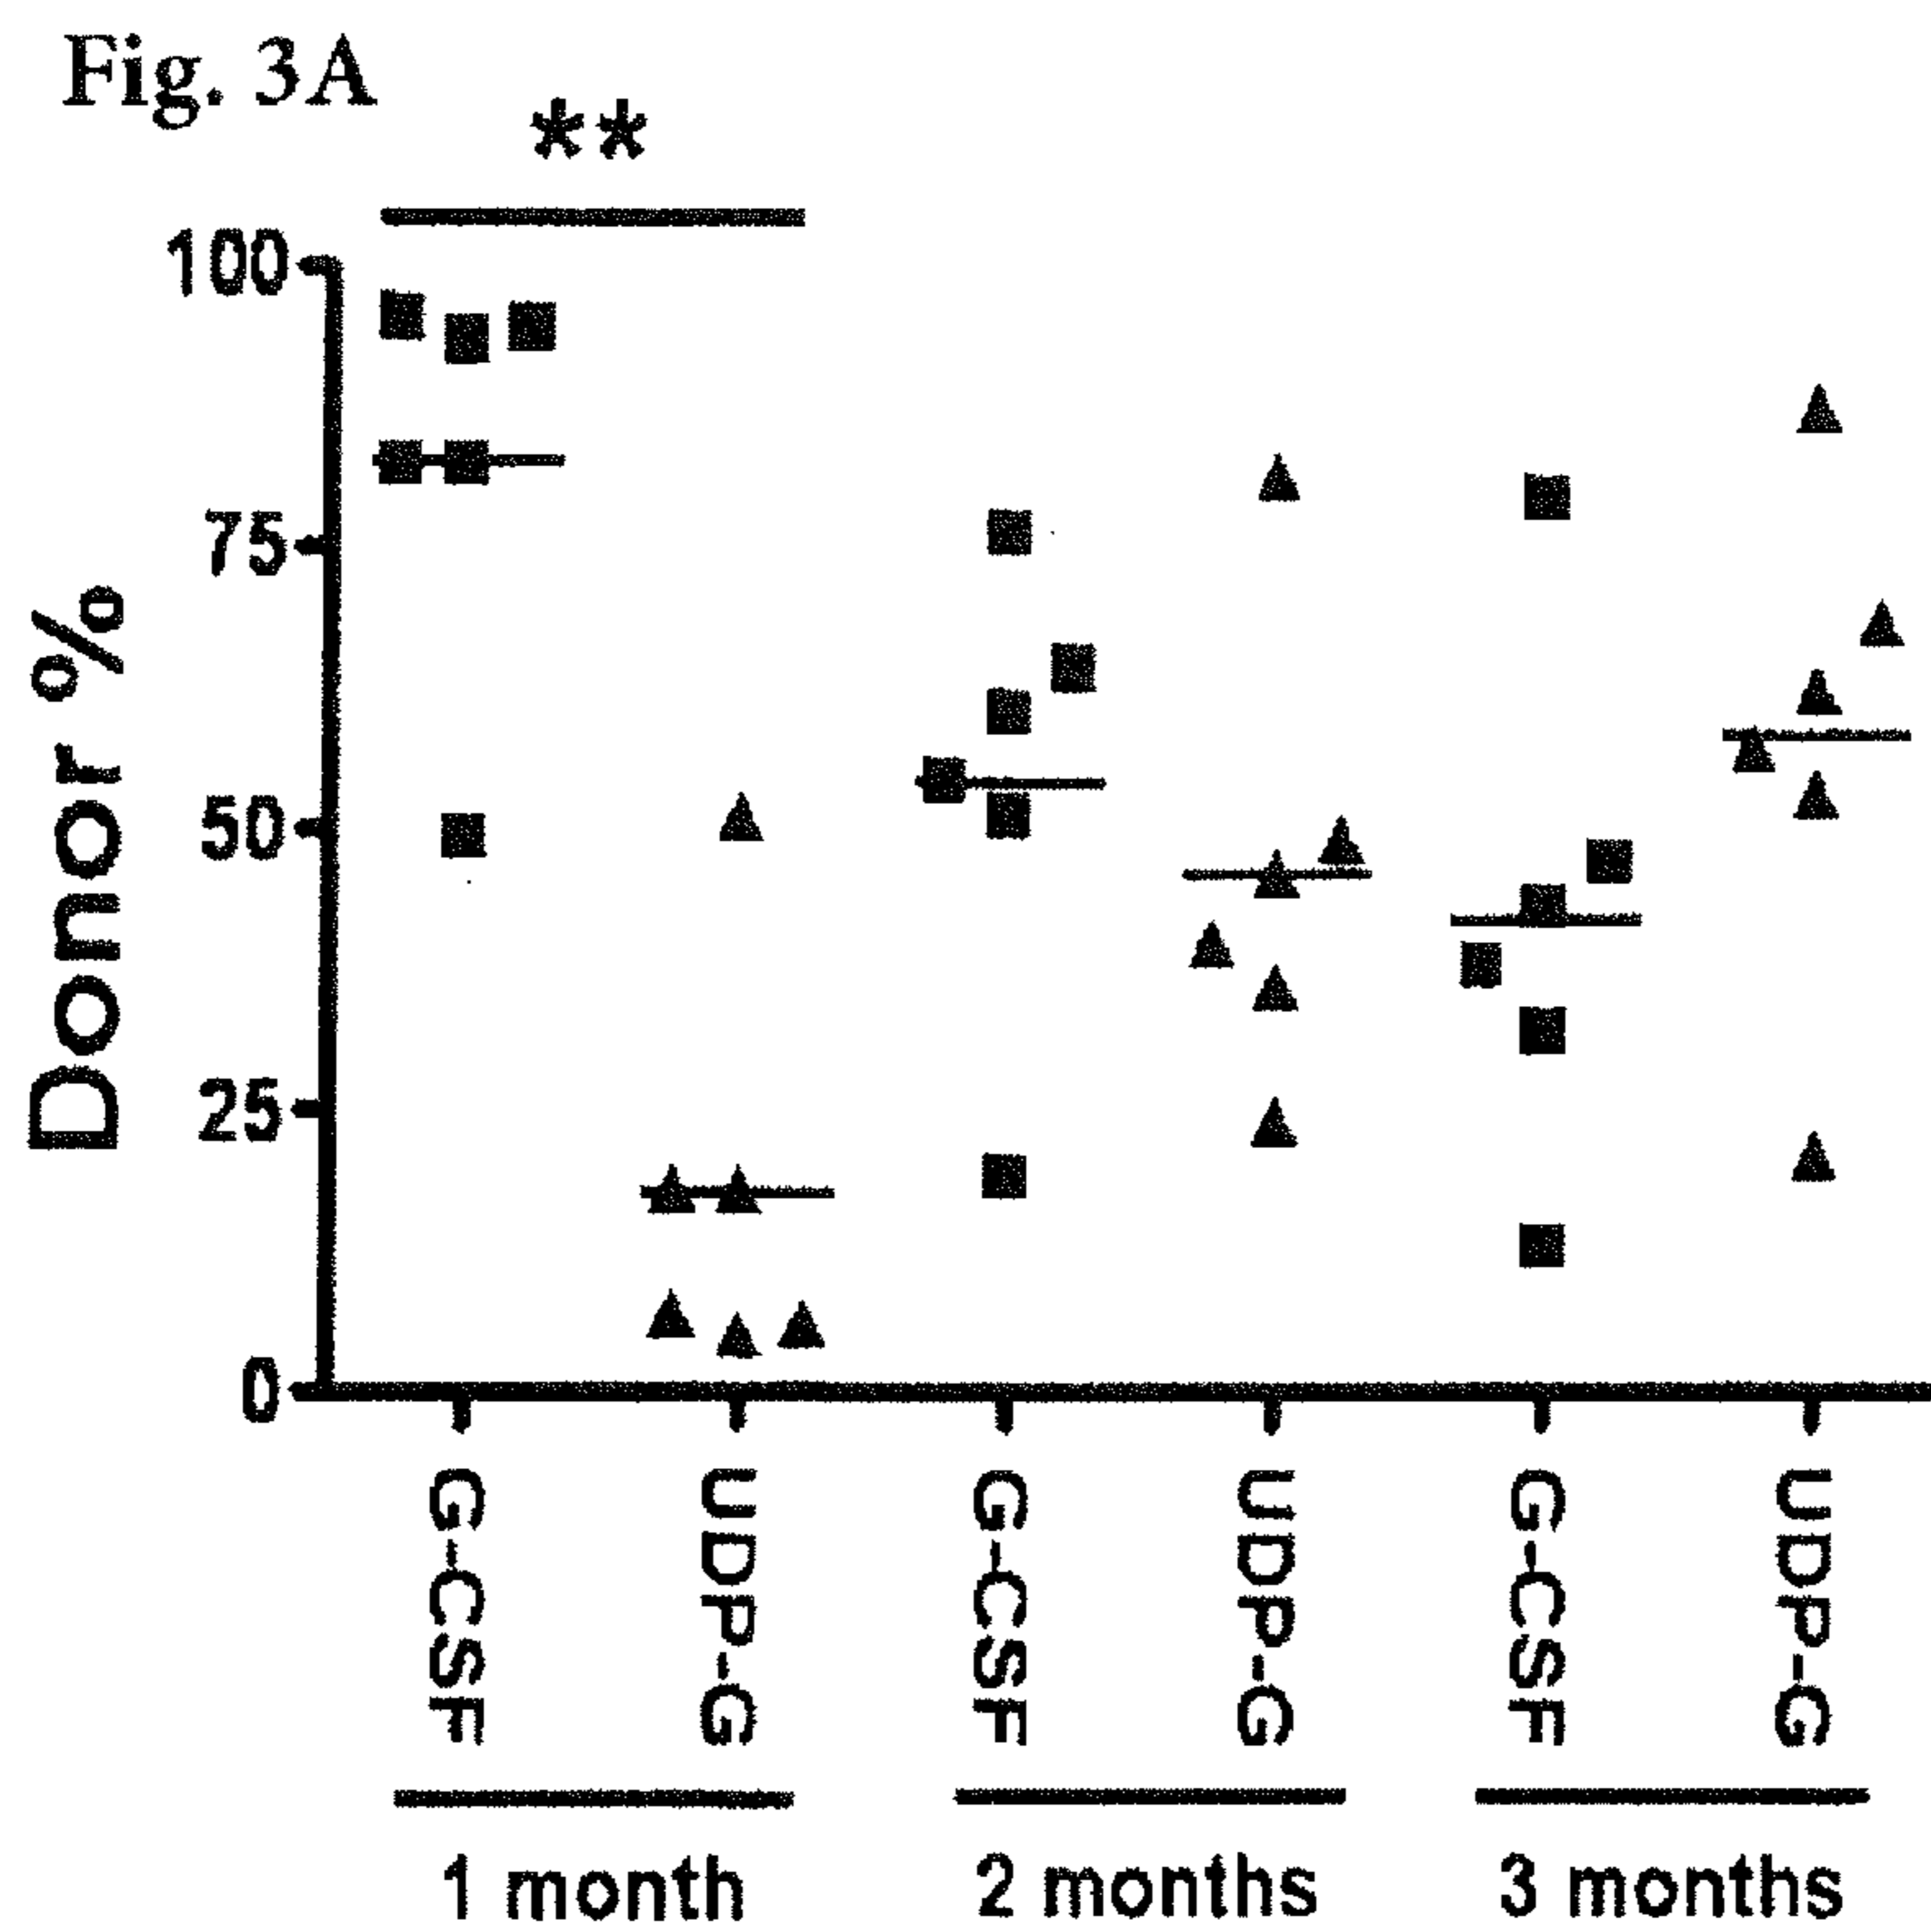 Fig. 3A
**
100
75
50
25
0
Donor %
G-CSF
UDP-G
G-CSF
UDP-G
G-CSF
UDP-G
1 month
2 months
3 months